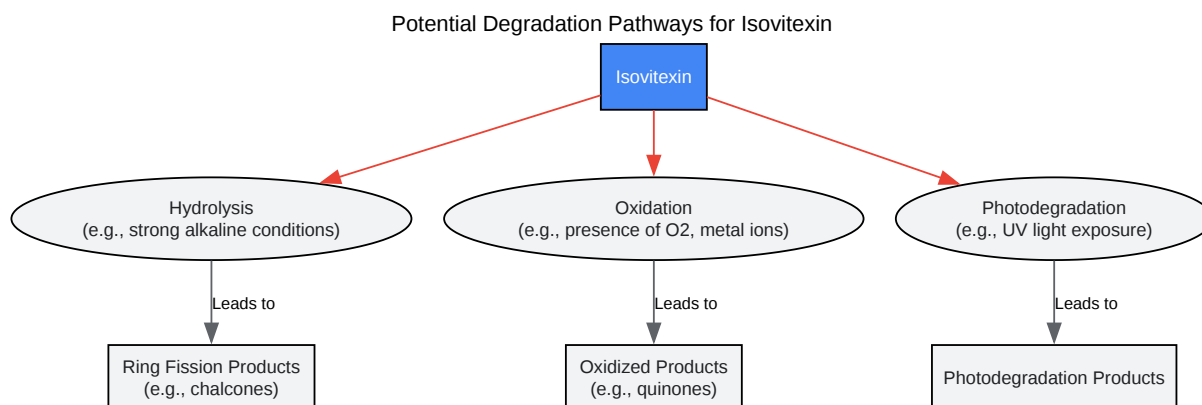 Potential Degradation Pathways for Isovitexin
Isovitexin
Hydrolysis
(e.g., strong alkaline conditions)
Oxidation
(e.g., presence of O2, metal ions)
Photodegradation
(e.g., UV light exposure)
Leads to
Leads to
Leads to
Ring Fission Products
(e.g., chalcones)
Oxidized Products
(e.g., quinones)
Photodegradation Products